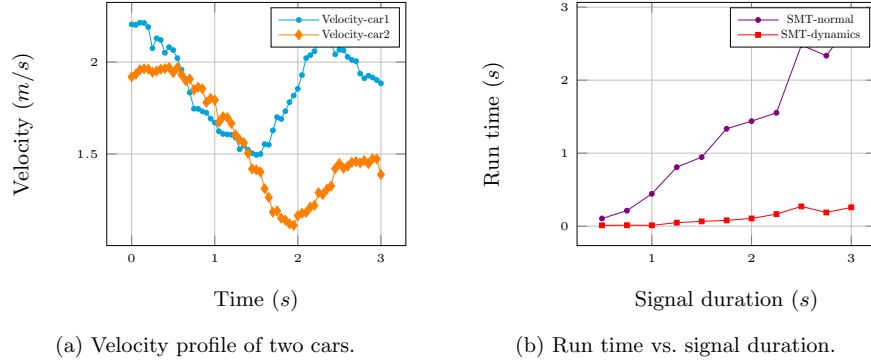 Velocity-car1
Velocity-car2
2
1.5
0
1
2
3
Velocity (m/s)
Time (s)
(a) Velocity profile of two cars.
SMT-normal
SMT-dynamics
3
2
1
0
1
2
3
Run time (s)
Signal duration (s)
(b) Run time vs. signal duration.